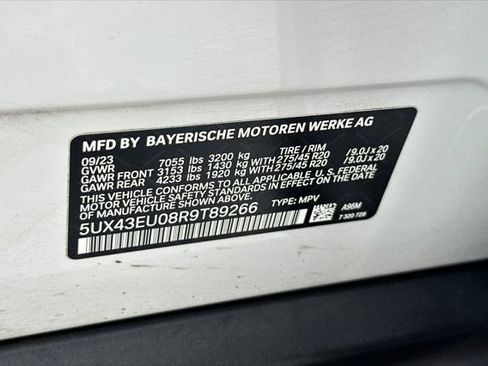 MFD BY BAYERISCHE MOTOREN WERKE AG
09/23 TIRE / RIM
GVWR 7055 lbs 3200 kg
GAWR FRONT 3153 lbs 1430 kg WITH 275/45 R20 /9.0J x 20
GAWR REAR 4233 lbs 1920 kg WITH 275/45 R20 /9.0J x 20
THIS VEHICLE CONFORMS TO ALL APPLICABLE U.S. FEDERAL
MOTOR VEHICLE SAFETY STANDARDS IN EFFECT ON THE DATE OF
MANUFACTURE SHOWN ABOVE.
5UX43EU08R9T89266 TYPE: MPV
A96M
7 320 728